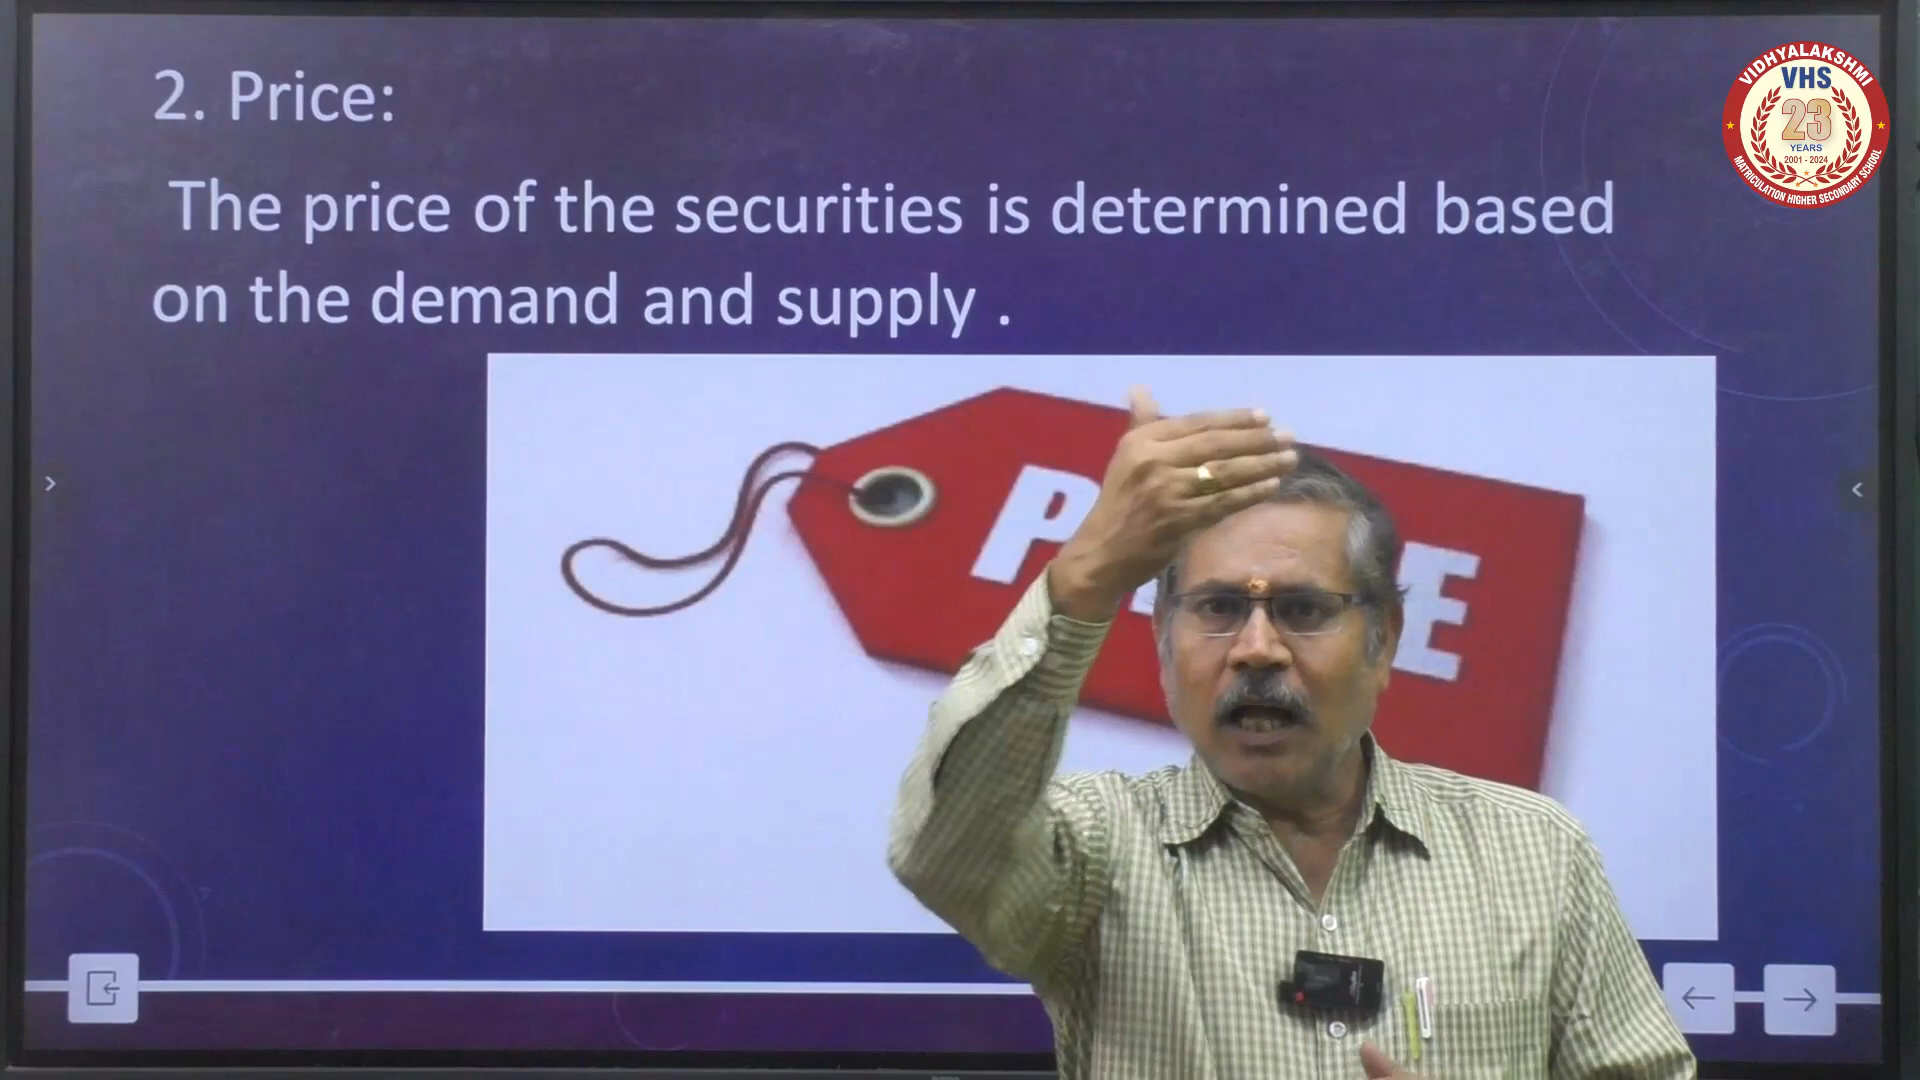 2. Price:
The price of the securities is determined based
on the demand and supply .
VIDHYALAKSHMI
VHS
23
YEARS
2001 - 2024
MATRICULATION HIGHER SECONDARY SCHOOL